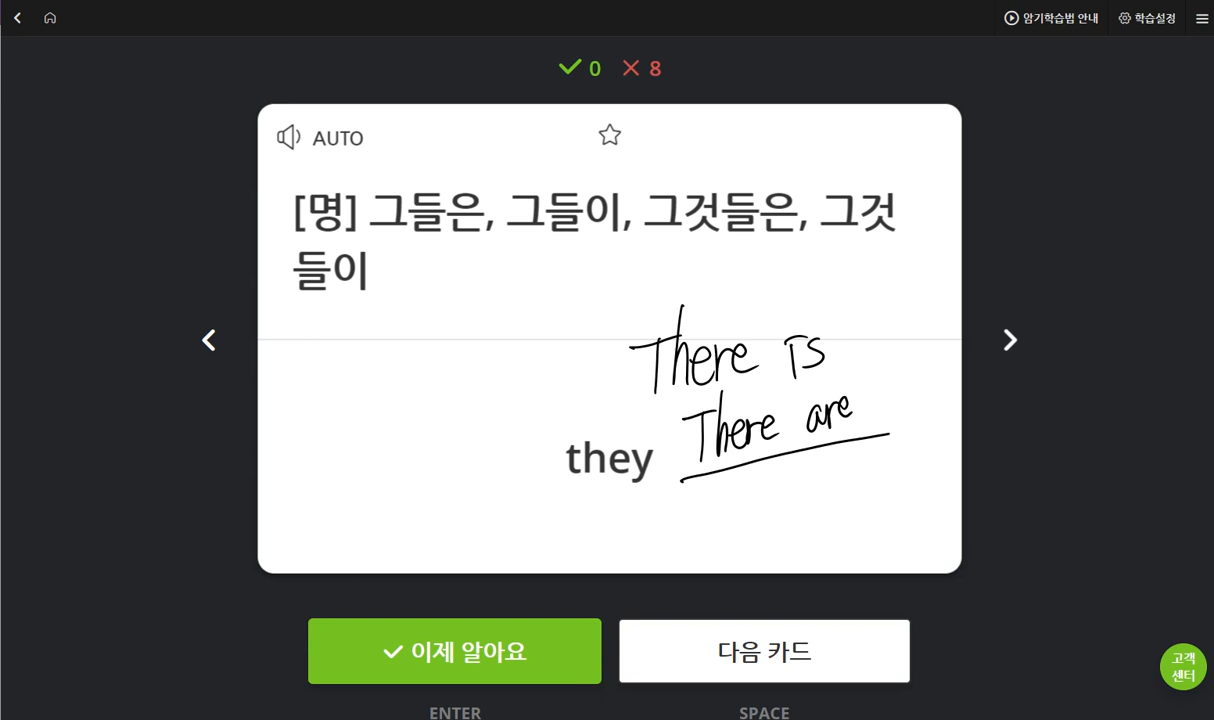 암기학습법 안내 학습설정
0 8
AUTO
[명] 그들은, 그들이, 그것들은, 그것
들이
There is
There are
they
이제 알아요 다음 카드
ENTER SPACE
고객
센터